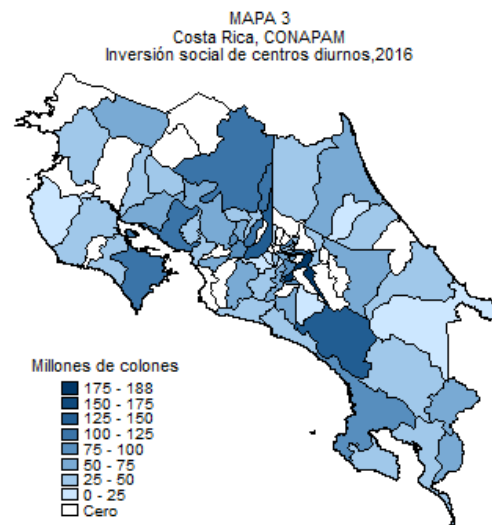 MAPA 3
Costa Rica, CONAPAM
Inversión social de centros diurnos,2016
Millones de colones
175 - 188
150 - 175
125 - 150
100 - 125
75 - 100
50 - 75
25 - 50
0 - 25
Cero